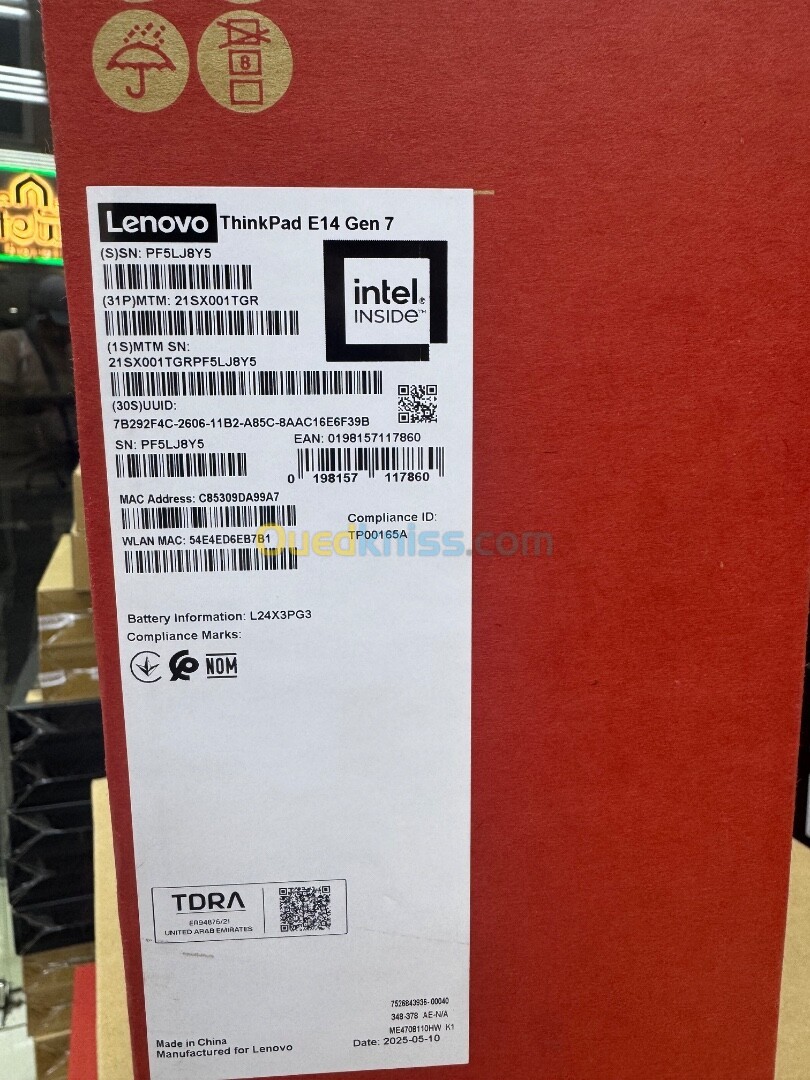 8
Lenovo ThinkPad E14 Gen 7
(S)SN: PF5LJ8Y5
(31P)MTM: 21SX001TGR
intel.
INSIDE™
(1S)MTM SN:
21SX001TGRPF5LJ8Y5
(30S)UUID:
7B292F4C-2606-11B2-A85C-8AAC16E6F39B
SN: PF5LJ8Y5
EAN: 0198157117860
0 198157 117860
MAC Address: C85309DA99A7
Compliance ID:
TP00165A
WLAN MAC: 54E4ED6EB7B1
Ouedkniss.com
Battery Information: L24X3PG3
Compliance Marks:
NOM
TDRA
ER94876/21
UNITED ARAB EMIRATES
7526843936-00040
348-378 AE-N/A
ME4708110HW K1
Made in China
Manufactured for Lenovo
Date: 2025-05-10